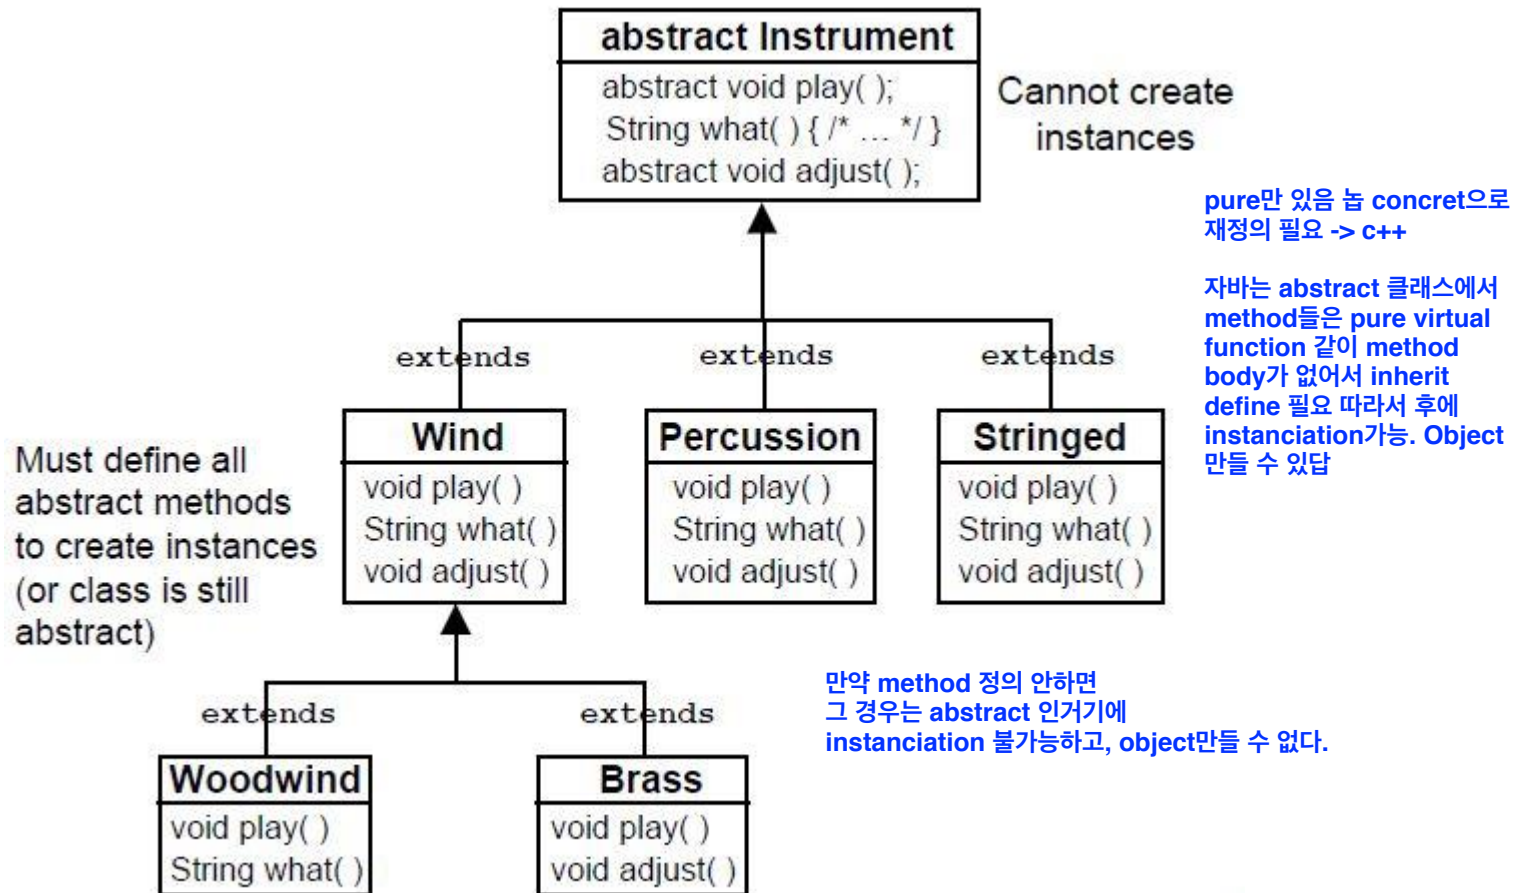 abstract Instrument
abstract void play( );
String what( ) { /* ... */ }
abstract void adjust( );
Cannot create
instances
pure만 있음 놉 concret으로
재정의 필요 -> c++
자바는 abstract 클래스에서
method들은 pure virtual
function 같이 method
body가 없어서 inherit
define 필요 따라서 후에
instanciation가능. Object
만들 수 있답
extends
extends
extends
Must define all
abstract methods
to create instances
(or class is still
abstract)
Wind
void play( )
String what( )
void adjust( )
Percussion
void play( )
String what( )
void adjust( )
Stringed
void play( )
String what( )
void adjust( )
만약 method 정의 안하면
그 경우는 abstract 인거기에
instanciation 불가능하고, object만들 수 없다.
extends
extends
Woodwind
void play( )
String what( )
Brass
void play( )
void adjust( )